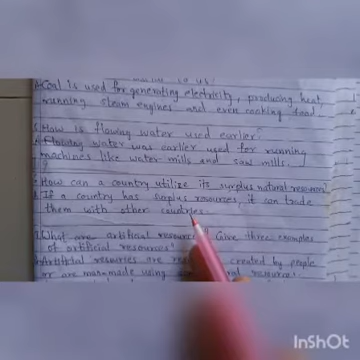 Coal is used for generating electricity, producing heat,
running steam engines and even cooking food.
How is flowing water used earlier?
Flowing water was earlier used for running
machines like water-mills and saw mills.
How can a country utilize its surplus natural resources?
If a country has surplus resources, it can trade
them with other countries.
What are artificial resources? Give three examples
of artificial resources.
Artificial resources are created by people
or are man-made using resources
InShOt